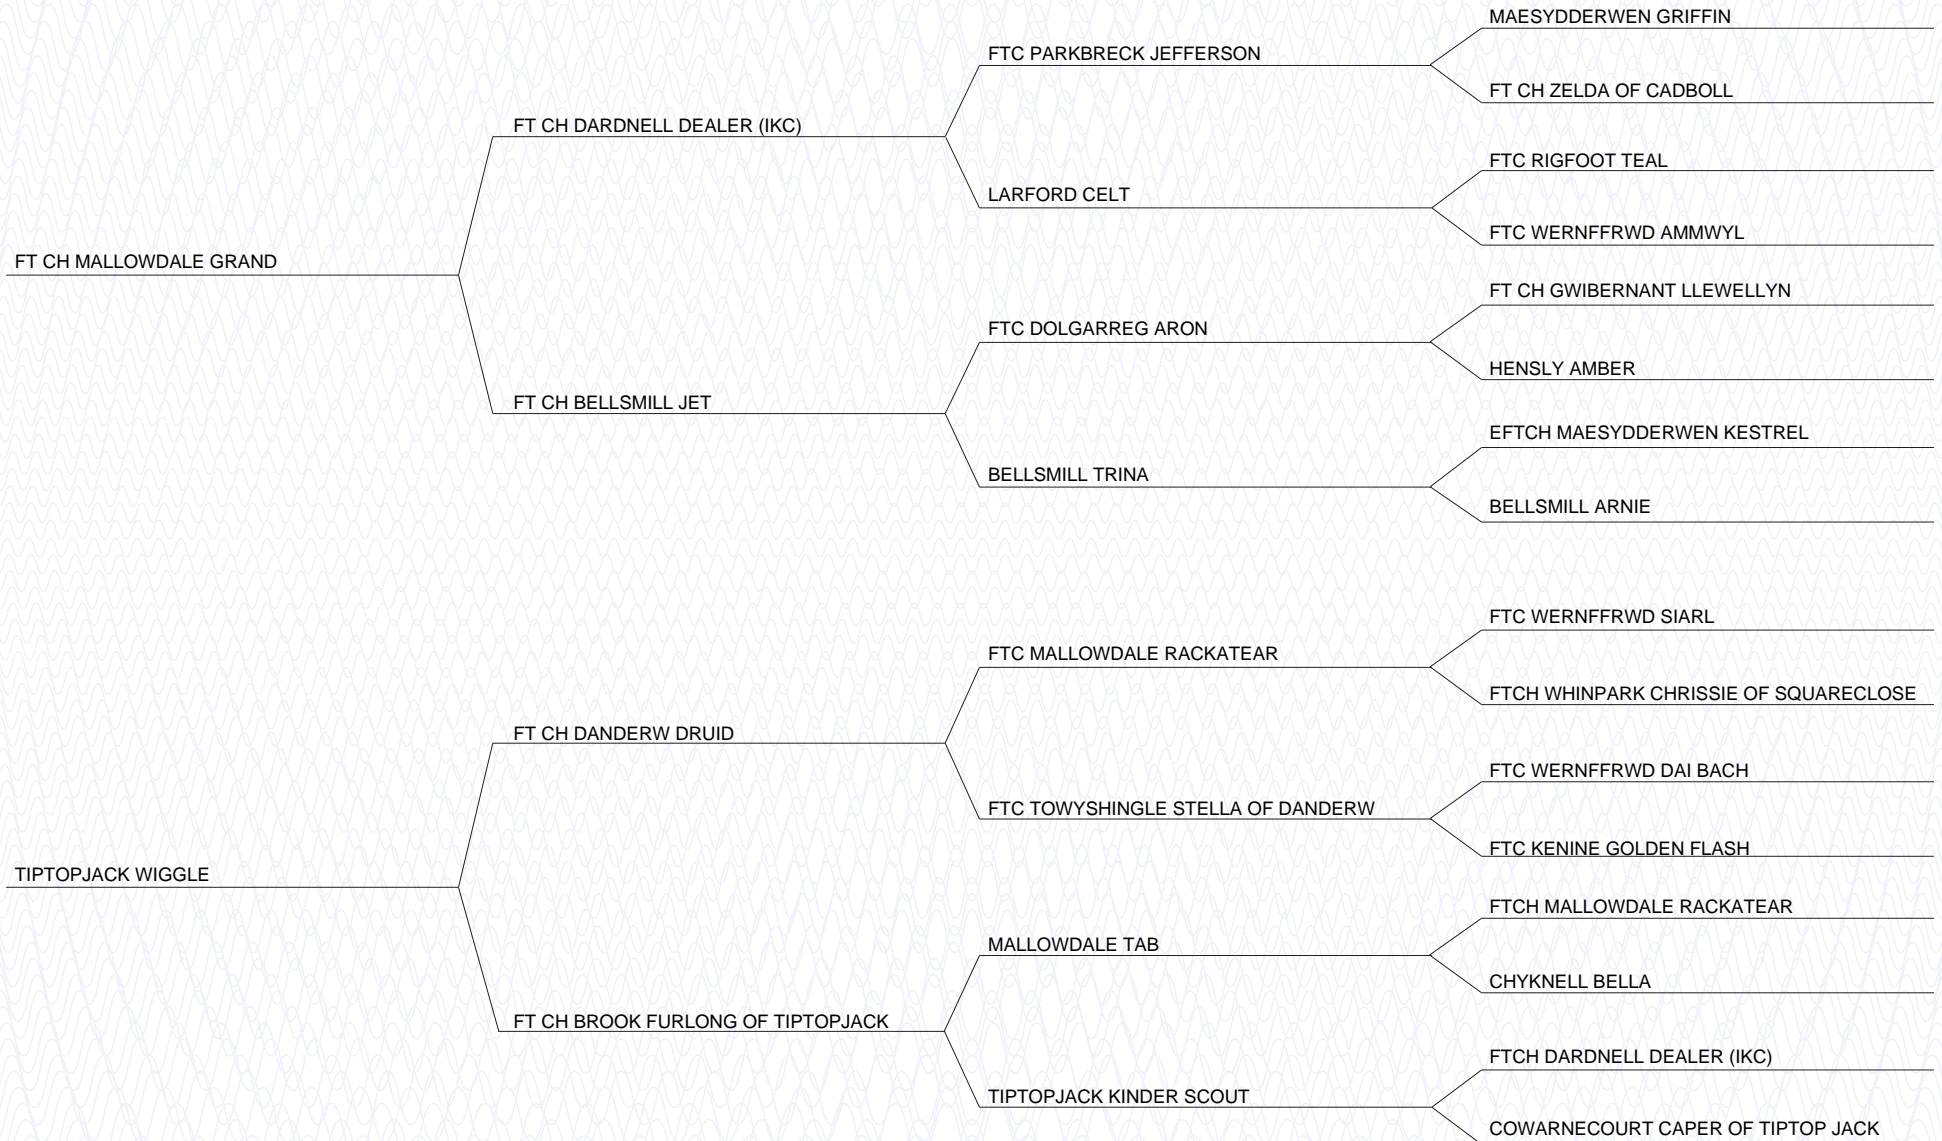 MAESYDDERWEN GRIFFIN
FTC PARKBRECK JEFFERSON
FT CH ZELDA OF CADBOLL
FT CH DARDNELL DEALER (IKC)
FTC RIGFOOT TEAL
LARFORD CELT
FTC WERNFFRWD AMMWYL
FT CH MALLOWDALE GRAND
FT CH GWIBERNANT LLEWELLYN
FTC DOLGARREG ARON
HENSLY AMBER
FT CH BELLSMILL JET
EFTCH MAESYDDERWEN KESTREL
BELLSMILL TRINA
BELLSMILL ARNIE
FTC WERNFFRWD SIARL
FTC MALLOWDALE RACKATEAR
FTCH WHINPARK CHRISSIE OF SQUARECLOSE
FT CH DANDERW DRUID
FTC WERNFFRWD DAI BACH
FTC TOWYSHINGLE STELLA OF DANDERW
FTC KENINE GOLDEN FLASH
TIPTOPJACK WIGGLE
FTCH MALLOWDALE RACKATEAR
MALLOWDALE TAB
CHYKNELL BELLA
FT CH BROOK FURLONG OF TIPTOPJACK
FTCH DARDNELL DEALER (IKC)
TIPTOPJACK KINDER SCOUT
COWARNECOURT CAPER OF TIPTOP JACK